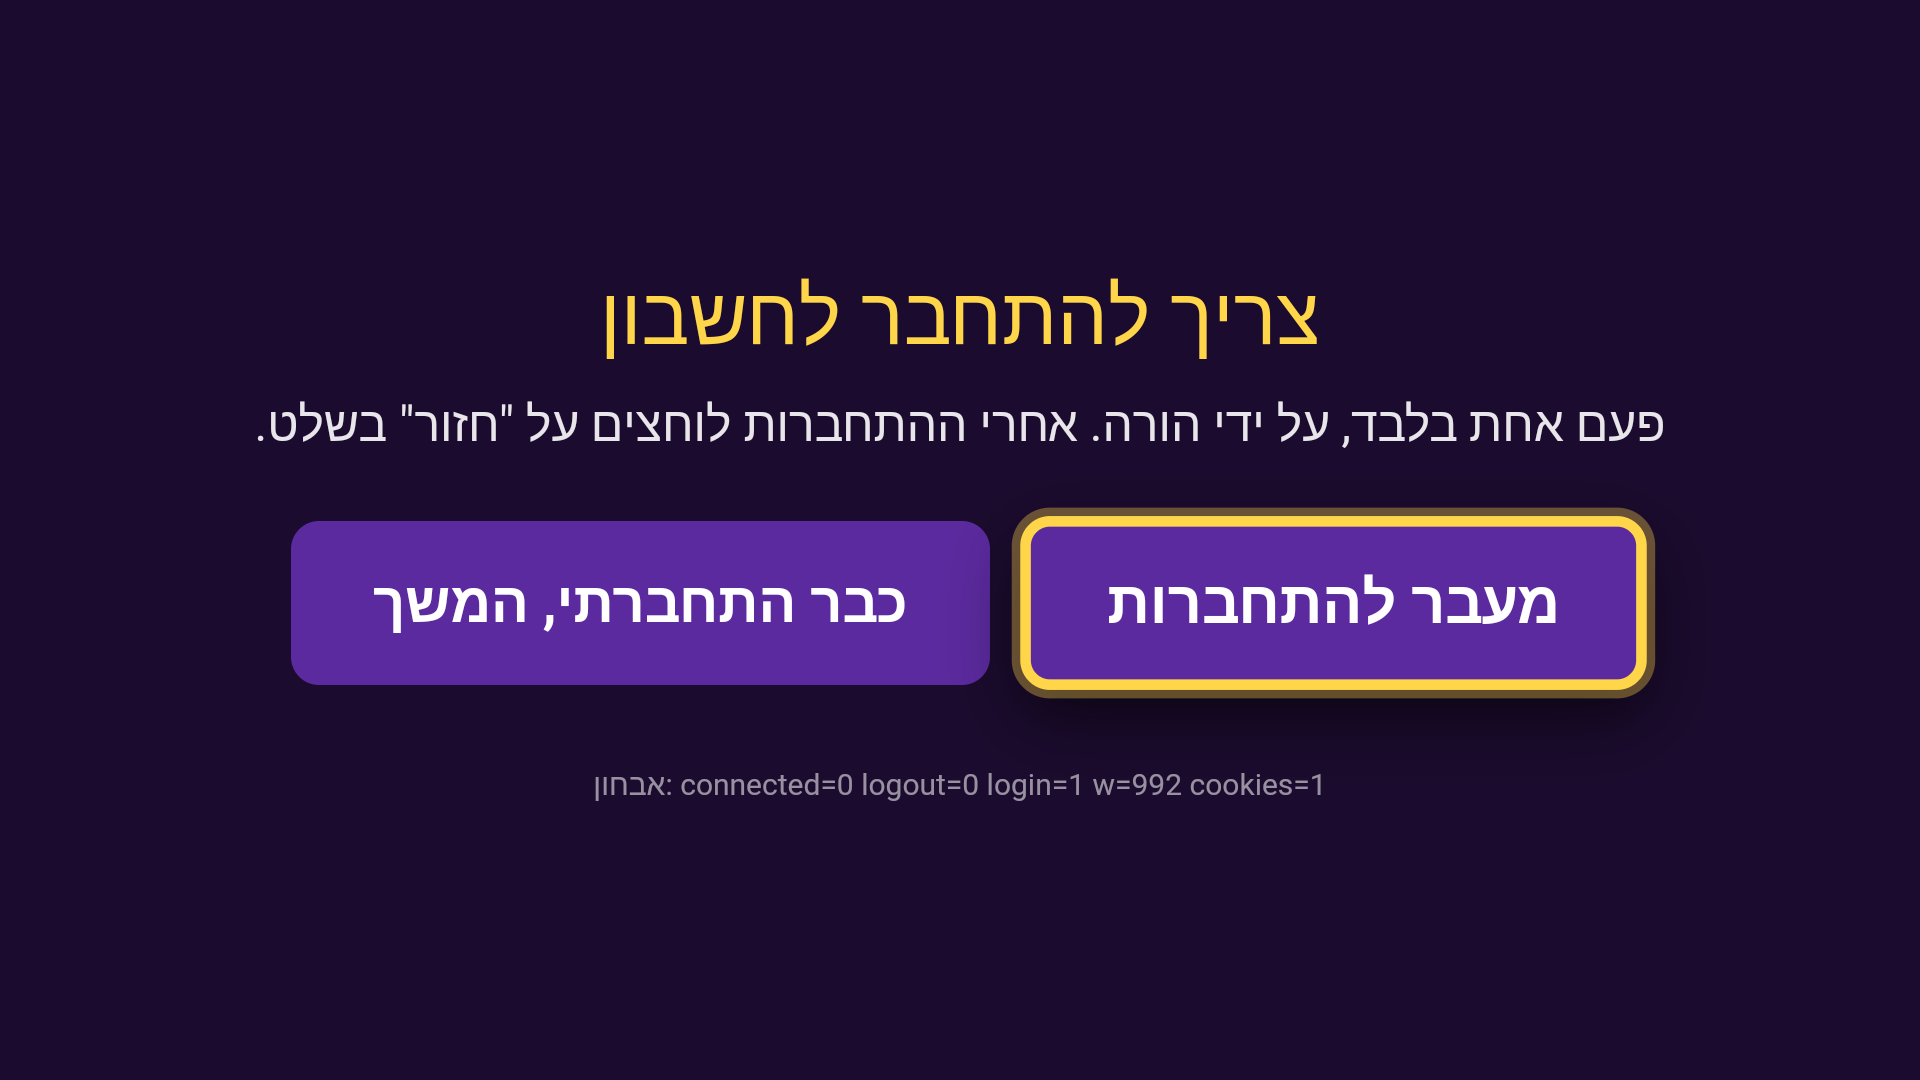 צריך להתחבר לחשבון
פעם אחת בלבד, על ידי הורה. אחרי ההתחברות לוחצים על "חזור" בשלט.
מעבר להתחברות
כבר התחברתי, המשך
אבחון: connected=0 logout=0 login=1 w=992 cookies=1